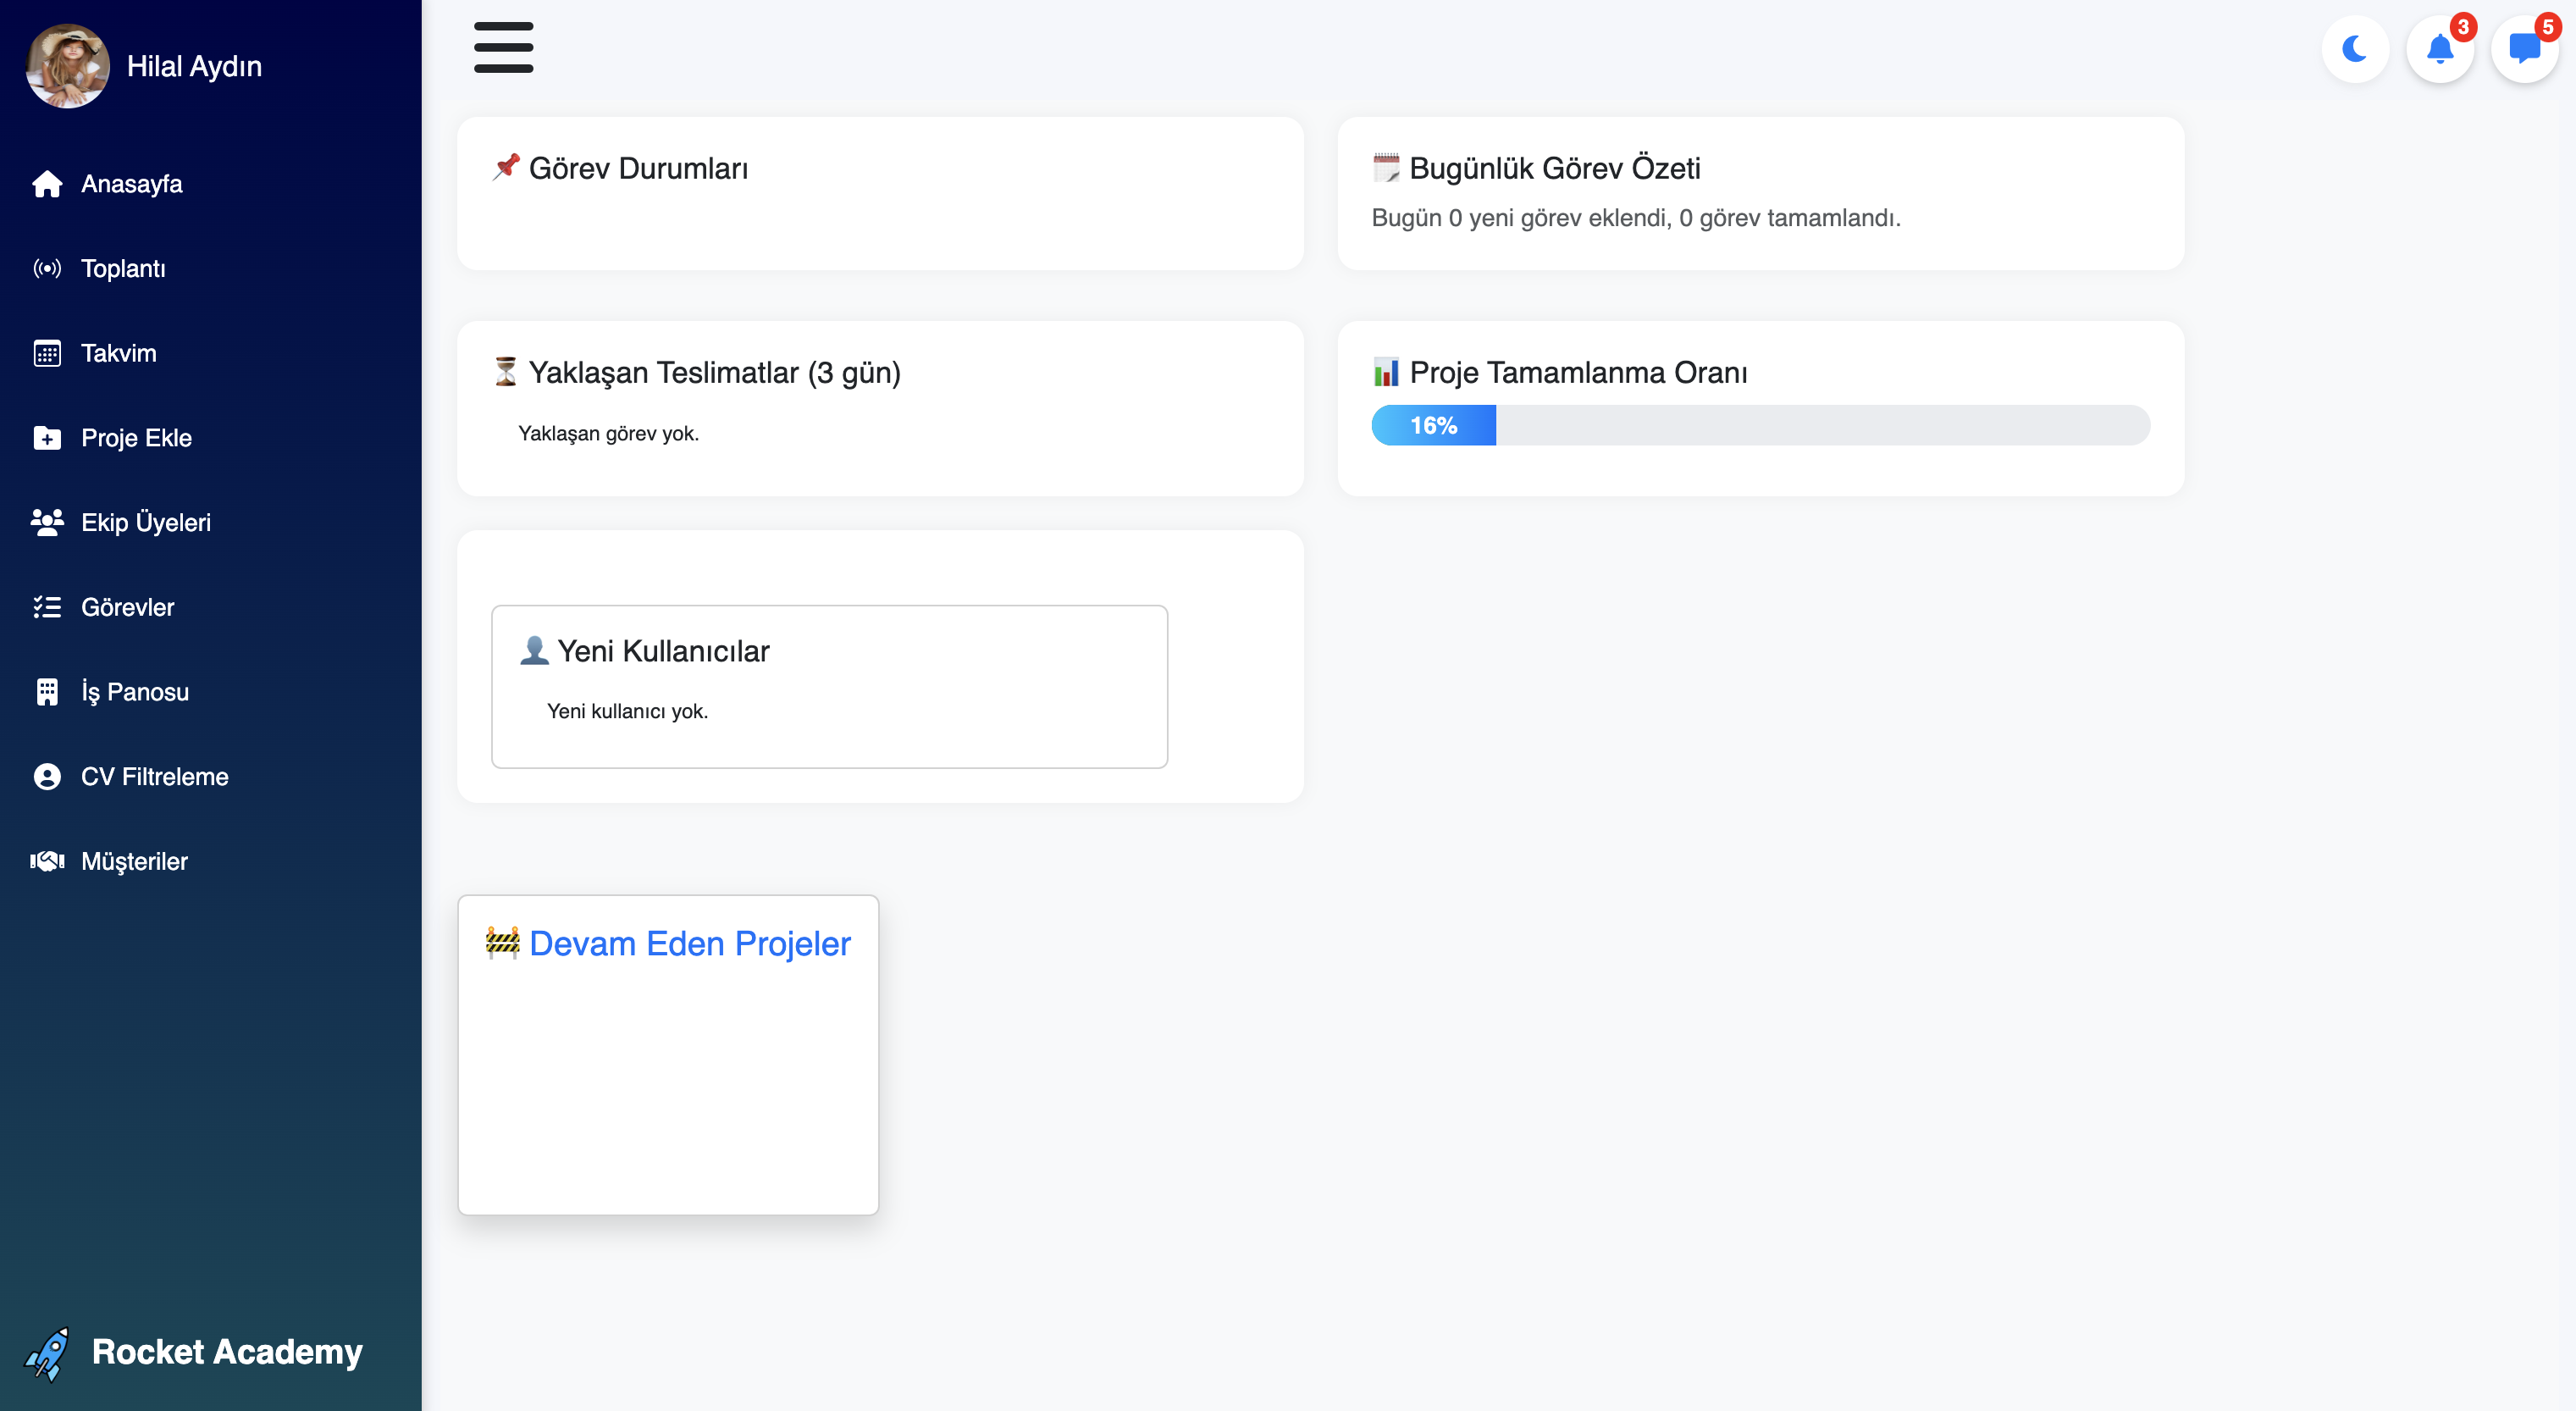 Hilal Aydın
Anasayfa
Toplantı
Takvim
Proje Ekle
Ekip Üyeleri
Görevler
İş Panosu
CV Filtreleme
Müşteriler
Rocket Academy
3
5
Görev Durumları
Bugünlük Görev Özeti
Bugün 0 yeni görev eklendi, 0 görev tamamlandı.
Yaklaşan Teslimatlar (3 gün)
Yaklaşan görev yok.
Proje Tamamlanma Oranı
16%
Yeni Kullanıcılar
Yeni kullanıcı yok.
Devam Eden Projeler